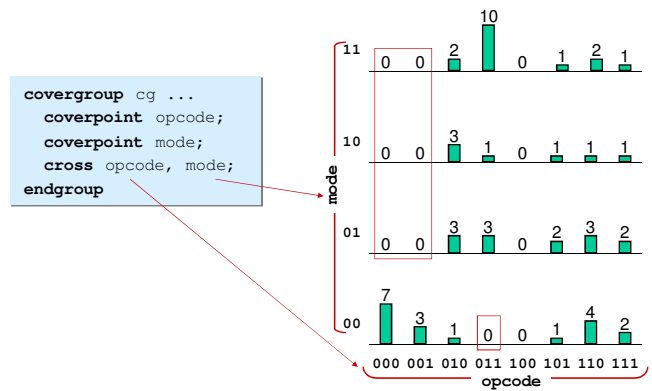 covergroup cg ...
coverpoint opcode;
coverpoint mode;
cross opcode, mode;
endgroup
mode
11
0 0 2 10 0 1 2 1
10
3 1 0 1 1 1
01
0 0 3 3 0 2 3 2
00
7 3 1 0 0 1 4 2
000 001 010 011 100 101 110 111
opcode